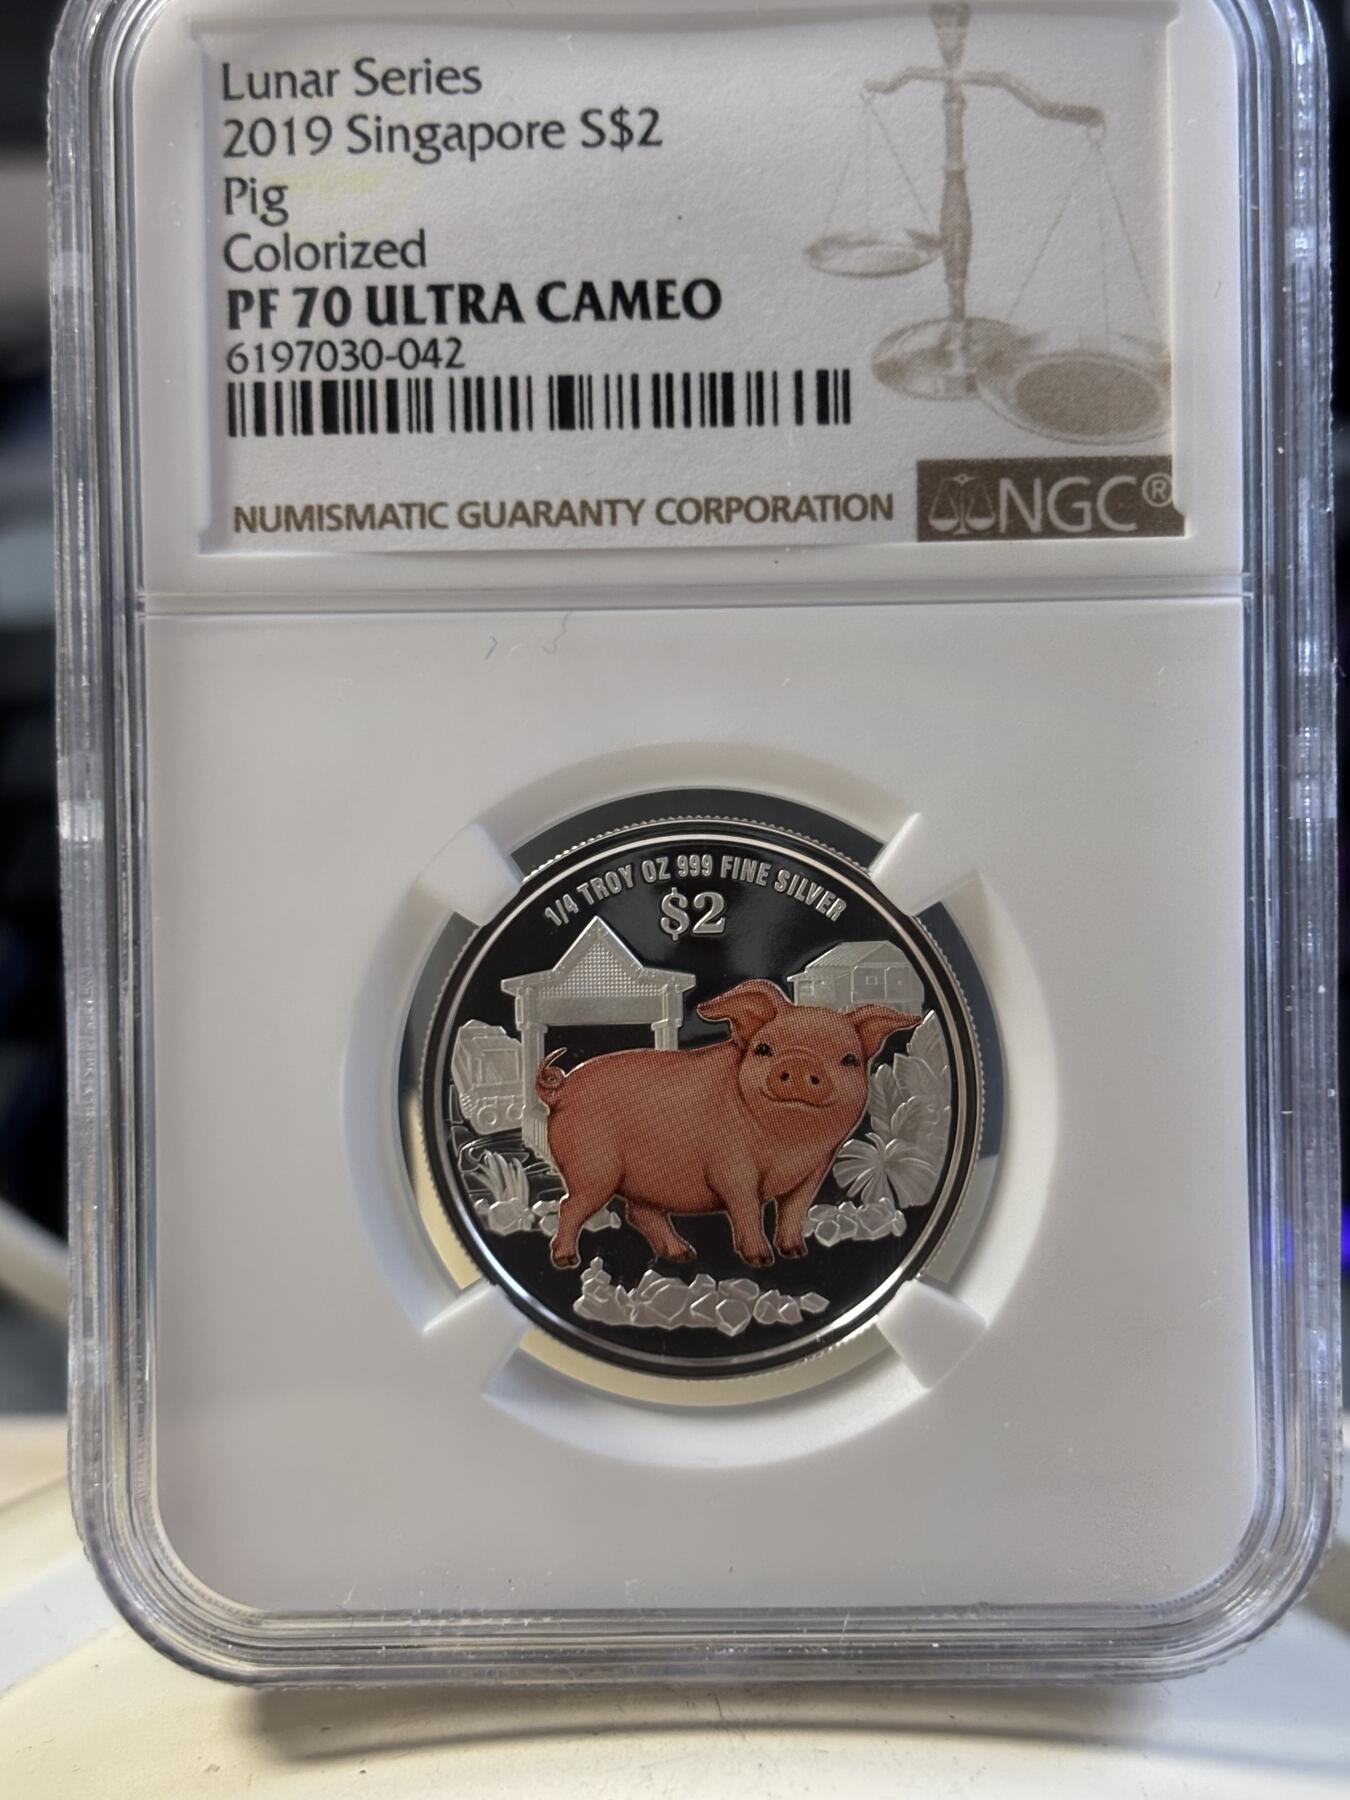 Lunar Series
2019 Singapore S$2
Pig
Colorized
PF 70 ULTRA CAMEO
6197030-042
NUMISMATIC GUARANTY CORPORATION
NGC®
1/4 TROY OZ 999 FINE SILVER
$2